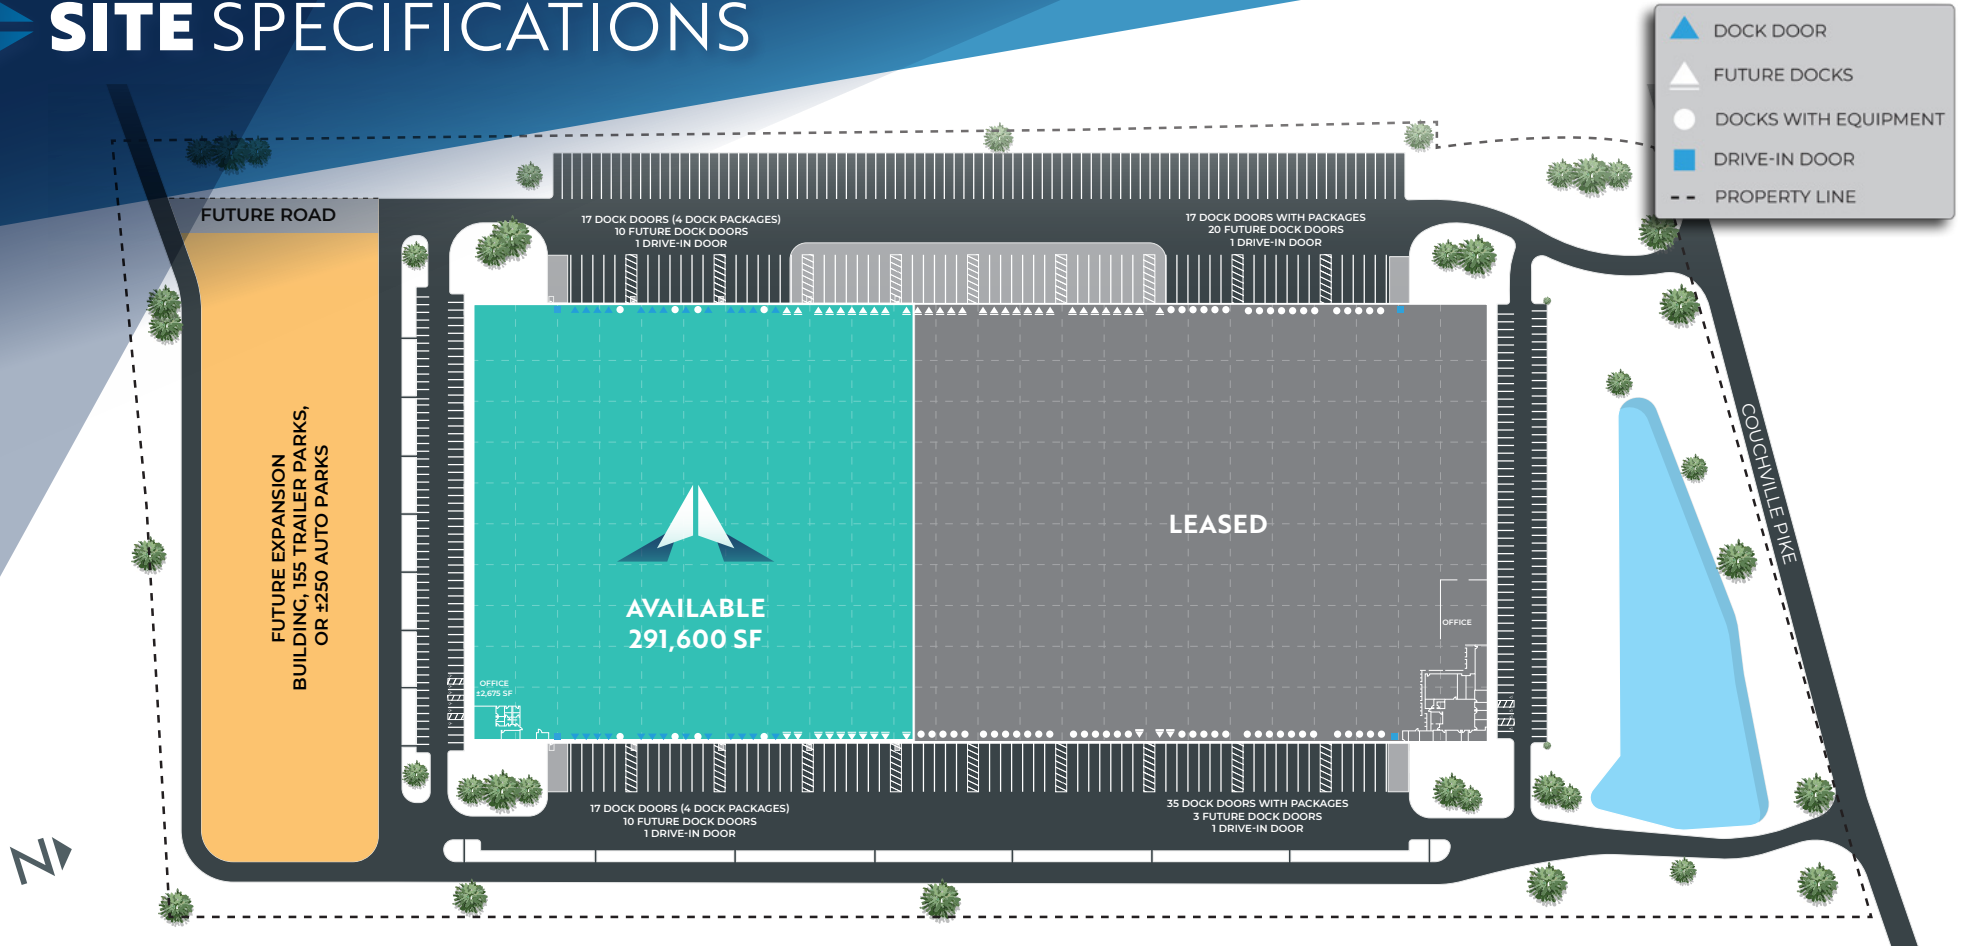 SITE SPECIFICATIONS
DOCK DOOR
FUTURE DOCKS
DOCKS WITH EQUIPMENT
DRIVE-IN DOOR
PROPERTY LINE
FUTURE ROAD
17 DOCK DOORS (4 DOCK PACKAGES)
10 FUTURE DOCK DOORS
1 DRIVE-IN DOOR
17 DOCK DOORS WITH PACKAGES
20 FUTURE DOCK DOORS
1 DRIVE-IN DOOR
FUTURE EXPANSION
BUILDING, 155 TRAILER PARKS,
OR ±250 AUTO PARKS
AVAILABLE
291,600 SF
LEASED
OFFICE
±2,675 SF
OFFICE
COUCHVILLE PIKE
17 DOCK DOORS (4 DOCK PACKAGES)
10 FUTURE DOCK DOORS
1 DRIVE-IN DOOR
35 DOCK DOORS WITH PACKAGES
3 FUTURE DOCK DOORS
1 DRIVE-IN DOOR
N